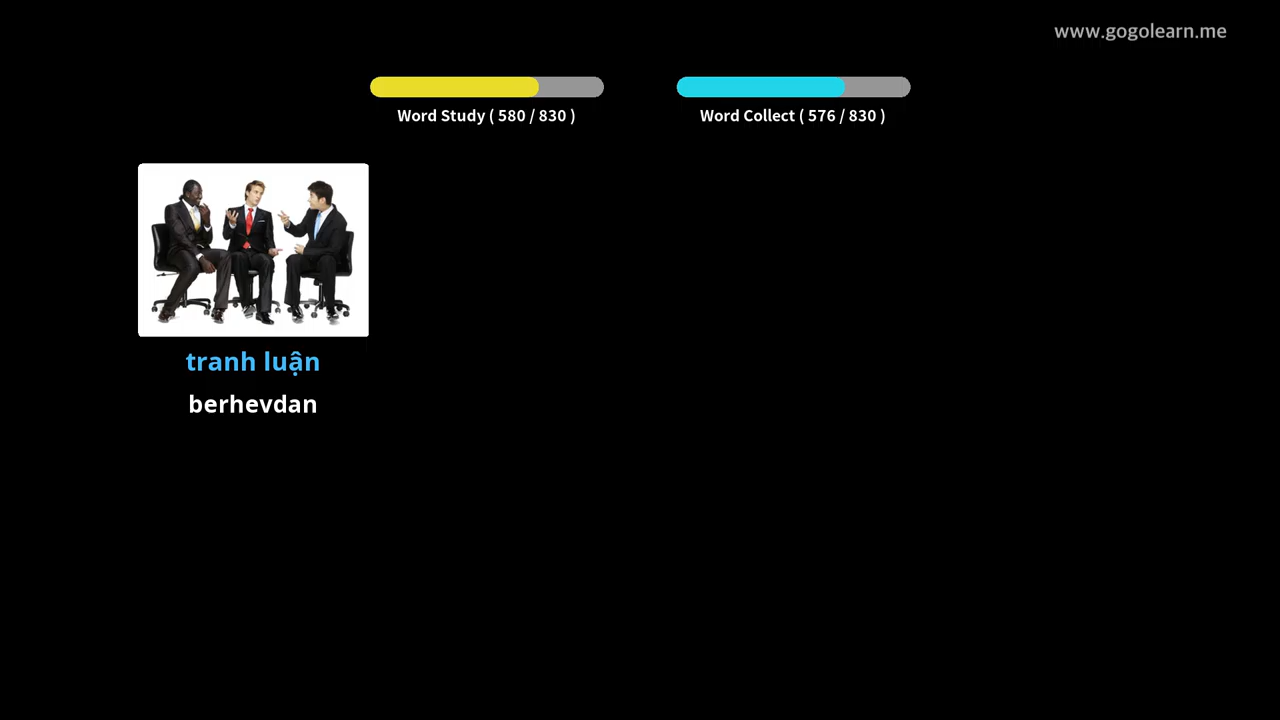 www.gogolearn.me
Word Study ( 580 / 830 )
Word Collect ( 576 / 830 )
tranh luận
berhevdan